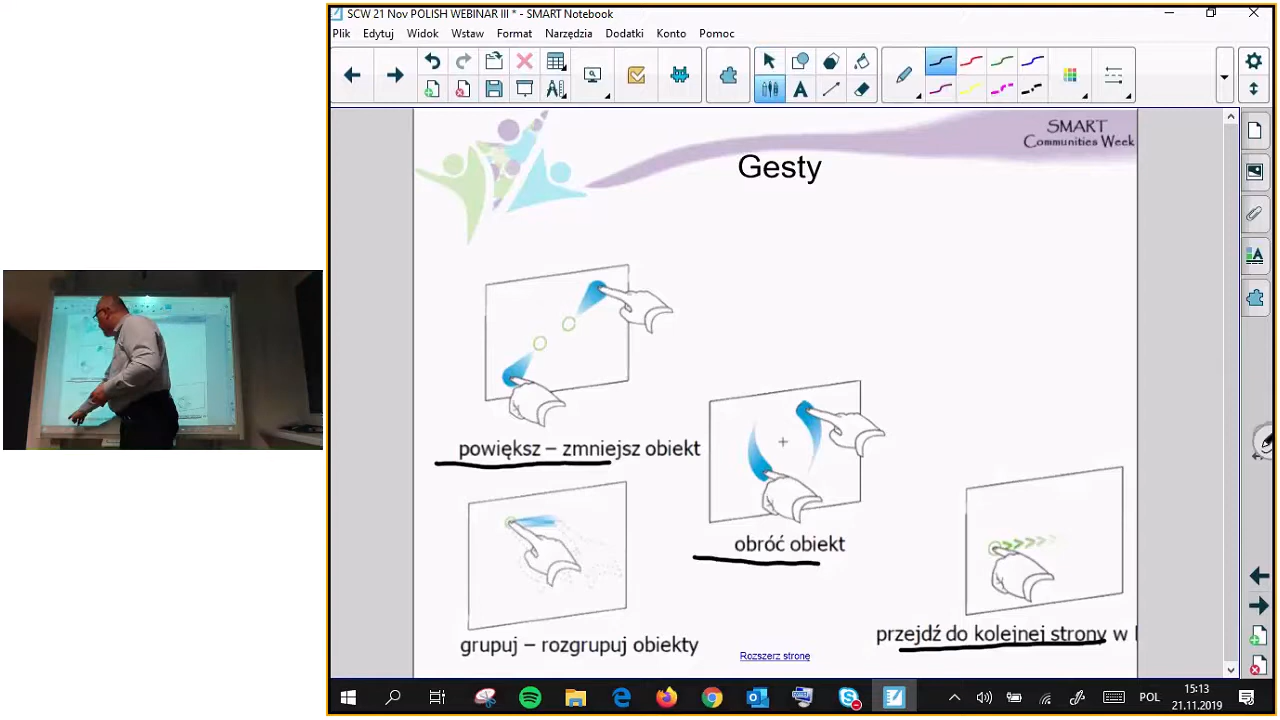 SCW 21 Nov POLISH WEBINAR III * - SMART Notebook
Plik Edytuj Widok Wstaw Format Narzędzia Dodatki Konto Pomoc
SMART
Communities Week
Gesty
powiększ – zmniejsz obiekt
obróć obiekt
przejdź do kolejnej strony w
grupuj – rozgrupuj obiekty
Rozszerz stronę
POL
15:13
21.11.2019